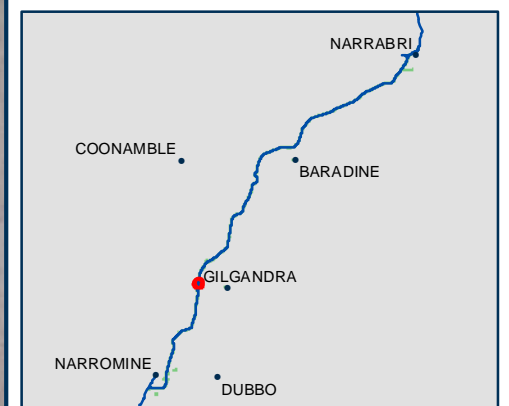 NARRABRI
COONAMBLE
BARADINE
GILGANDRA
NARROMINE
DUBBO